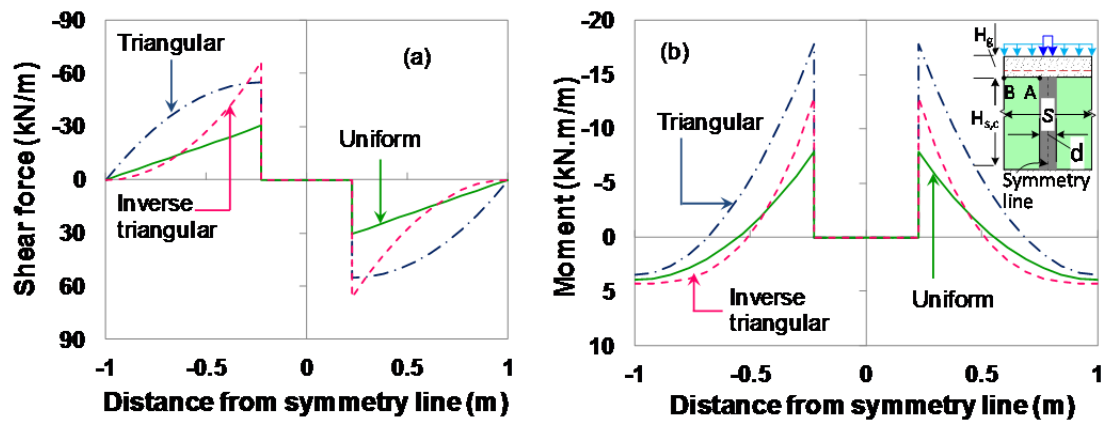 -90
-60
-30
0
30
60
90
Shear force (kN/m)
Triangular
(a)
Uniform
Inverse
triangular
-1
-0.5
0
0.5
1
Distance from symmetry line (m)
-20
-15
-10
-5
0
5
10
Moment (kN.m/m)
(b)
Triangular
Inverse
triangular
Uniform
Hg
B A
S
Hs,c
d
Symmetry
line
-1
-0.5
0
0.5
1
Distance from symmetry line (m)